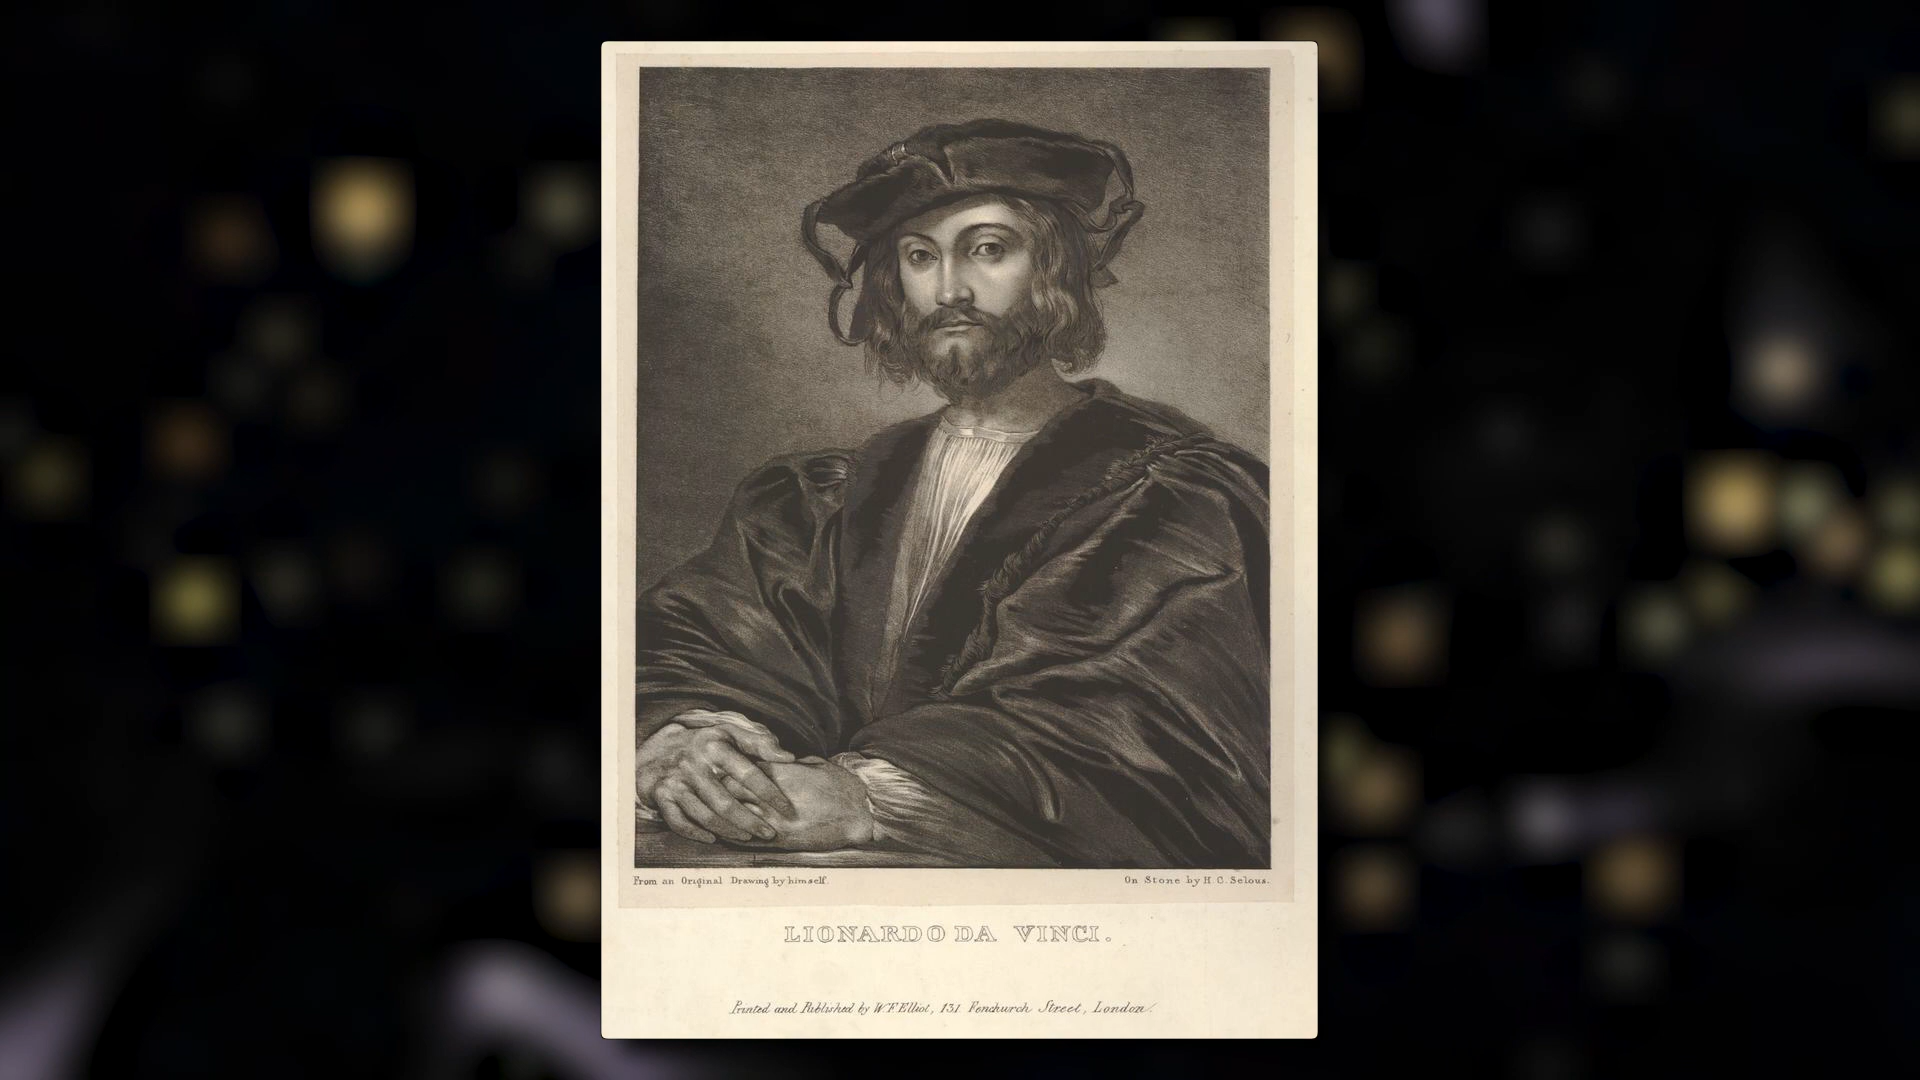 From an Original Drawing by himself.
On Stone by H. C. Selous.
LIONARDO DA VINCI.
Printed and Published by W. F. Elliot, 131 Fenchurch Street, London.